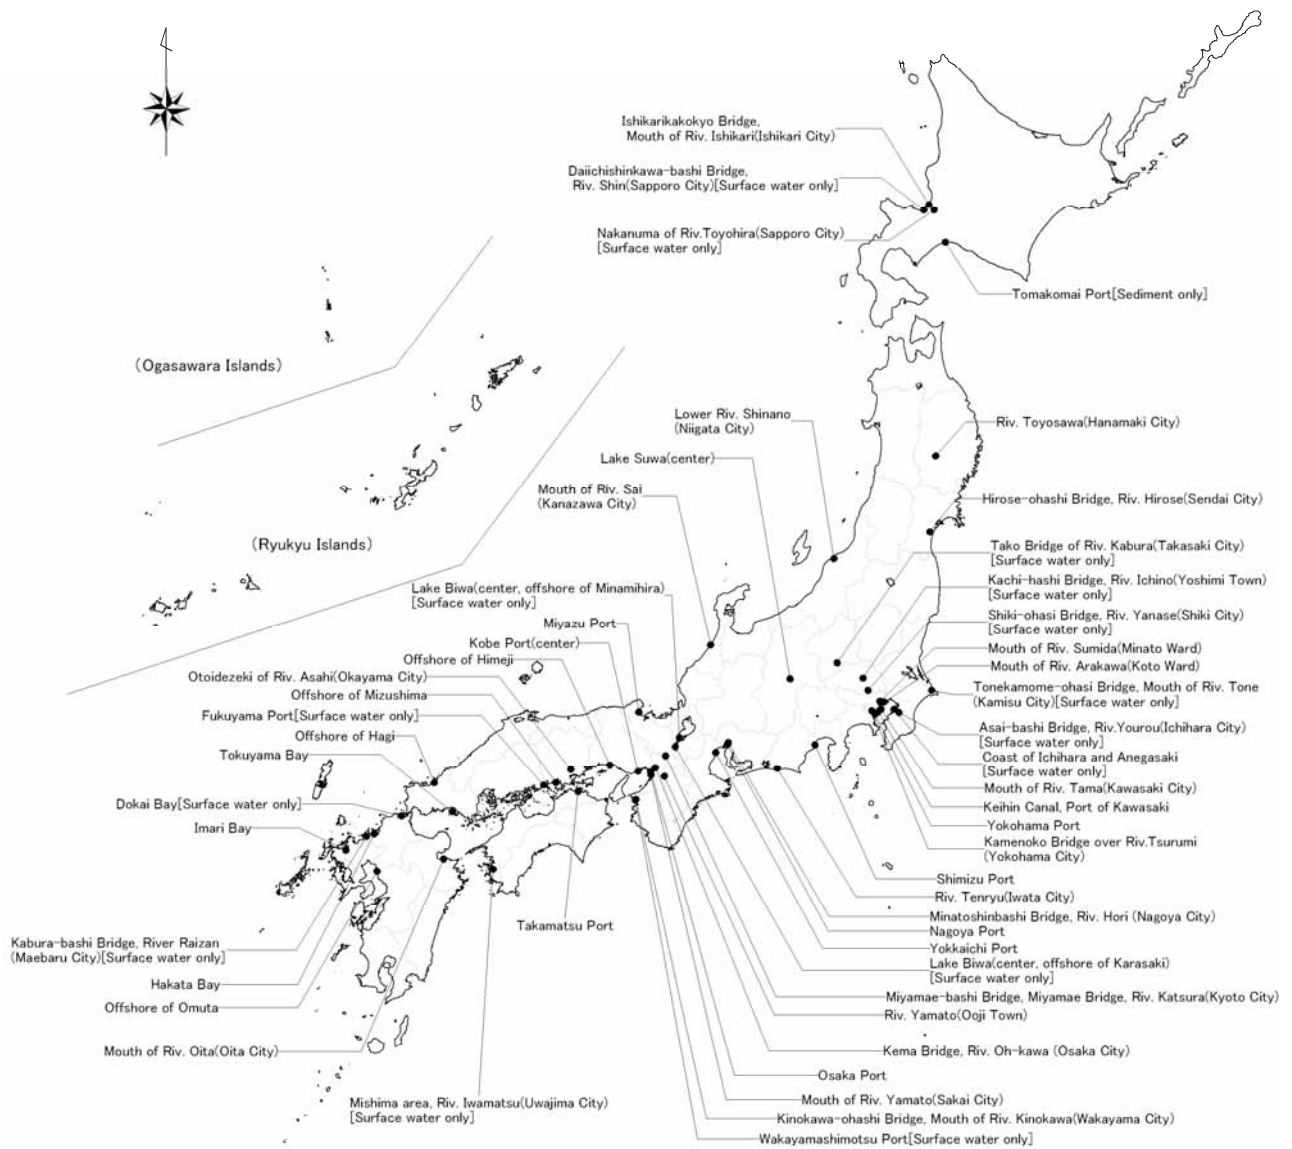 Ishikarikakokyo Bridge,
Mouth of Riv. Ishikari(Ishikari City)
Daiichishinkawa-bashi Bridge,
Riv. Shin(Sapporo City)[Surface water only]
Nakanuma of Riv.Toyohira(Sapporo City)
[Surface water only]
Tomakomai Port[Sediment only]
(Ogasawara Islands)
(Ryukyu Islands)
Lower Riv. Shinano
(Niigata City)
Lake Suwa(center)
Mouth of Riv. Sai
(Kanazawa City)
Lake Biwa(center, offshore of Minamihira)
[Surface water only]
Miyazu Port
Kobe Port(center)
Offshore of Himeji
Otoidezeki of Riv. Asahi(Okayama City)
Offshore of Mizushima
Fukuyama Port[Surface water only]
Offshore of Hagi
Tokuyama Bay
Dokai Bay[Surface water only]
Imari Bay
Kabura-bashi Bridge, River Raizan
(Maebaru City)[Surface water only]
Hakata Bay
Offshore of Omuta
Mouth of Riv. Oita(Oita City)
Mishima area, Riv. Iwamatsu(Uwajima City)
[Surface water only]
Takamatsu Port
Riv. Toyosawa(Hanamaki City)
Hirose-ohashi Bridge, Riv. Hirose(Sendai City)
Tako Bridge of Riv. Kabura(Takasaki City)
[Surface water only]
Kachi-hashi Bridge, Riv. Ichino(Yoshimi Town)
[Surface water only]
Shiki-ohasi Bridge, Riv. Yanase(Shiki City)
[Surface water only]
Mouth of Riv. Sumida(Minato Ward)
Mouth of Riv. Arakawa(Koto Ward)
Tonekamome-ohasi Bridge, Mouth of Riv. Tone
(Kamisu City)[Surface water only]
Asai-bashi Bridge, Riv.Yourou(Ichihara City)
[Surface water only]
Coast of Ichihara and Anegasaki
[Surface water only]
Mouth of Riv. Tama(Kawasaki City)
Keihin Canal, Port of Kawasaki
Yokohama Port
Kamenoko Bridge over Riv.Tsurumi
(Yokohama City)
Shimizu Port
Riv. Tenryu(Iwata City)
Minatoshinbashi Bridge, Riv. Hori (Nagoya City)
Nagoya Port
Yokkaichi Port
Lake Biwa(center, offshore of Karasaki)
[Surface water only]
Miyamae-bashi Bridge, Miyamae Bridge, Riv. Katsura(Kyoto City)
Riv. Yamato(Ooji Town)
Kema Bridge, Riv. Oh-kawa (Osaka City)
Osaka Port
Mouth of Riv. Yamato(Sakai City)
Kinokawa-ohashi Bridge, Mouth of Riv. Kinokawa(Wakayama City)
Wakayamashimotsu Port[Surface water only]